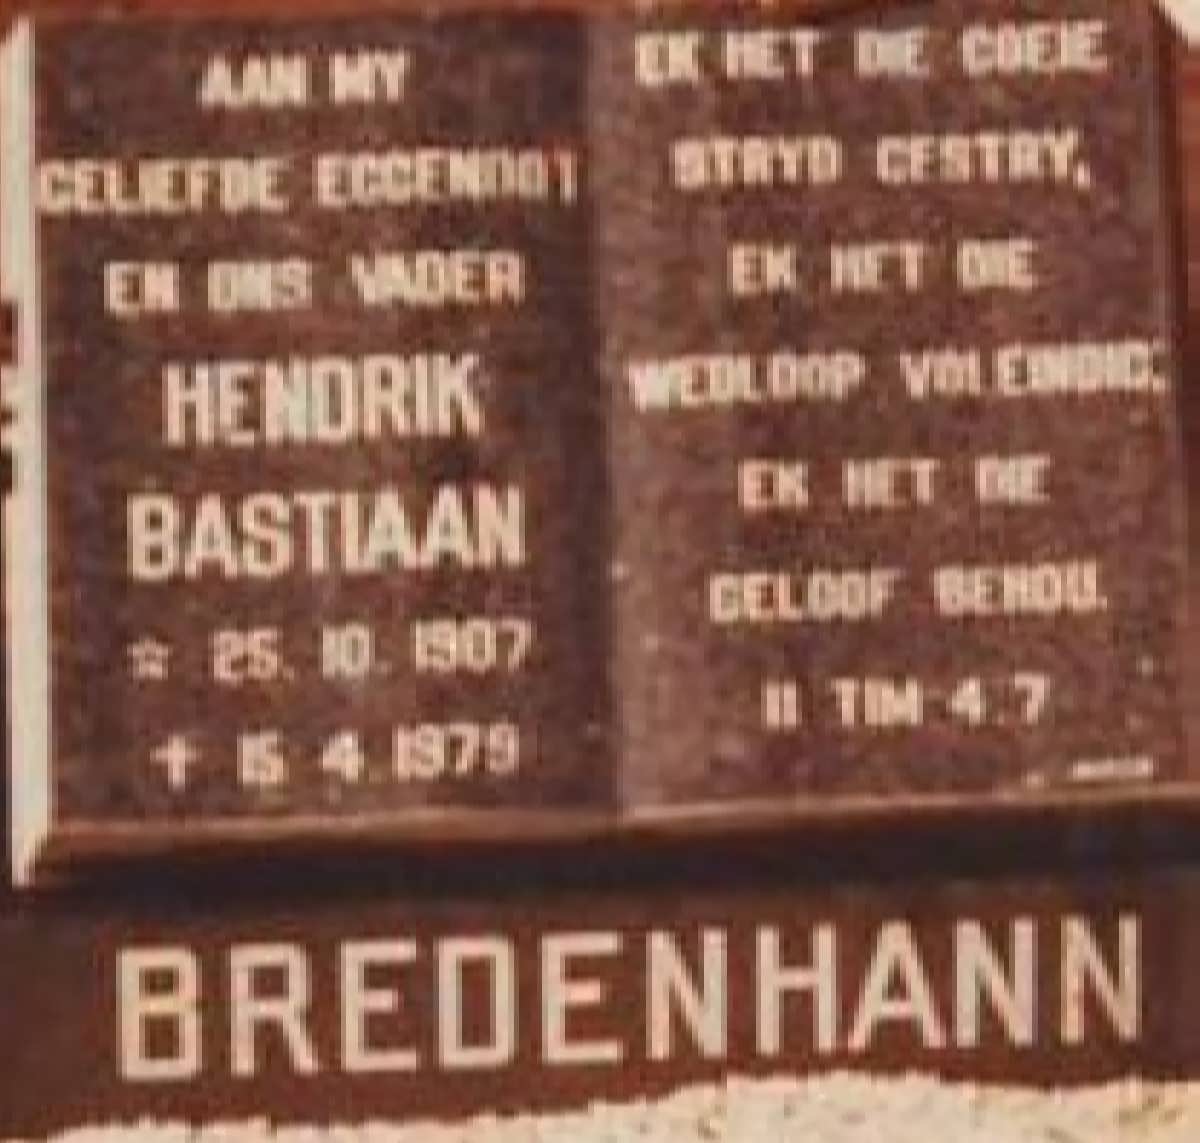 AAN MY
GELIEFDE EGGENOOT
EN ONS VADER
HENDRIK
BASTIAAN
☆ 25. 10. 1907
† 15. 4. 1979
EK HET DIE GOEIE
STRYD GESTRY,
EK HET DIE
WEDLOOP VOLEINDIG,
EK HET DIE
GELOOF BEHOU.
II TIM 4:7
BREDENHANN